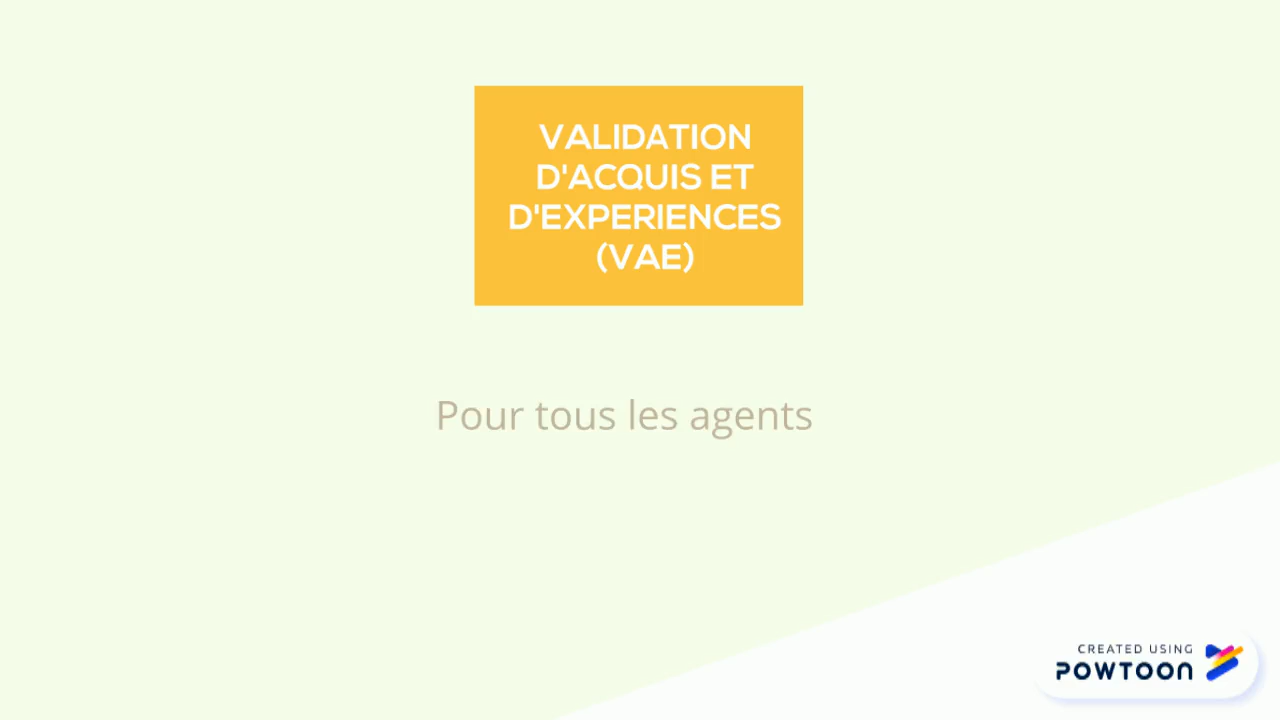 VALIDATION
D'ACQUIS ET
D'EXPERIENCES
(VAE)
Pour tous les agents
CREATED USING
POWTOON